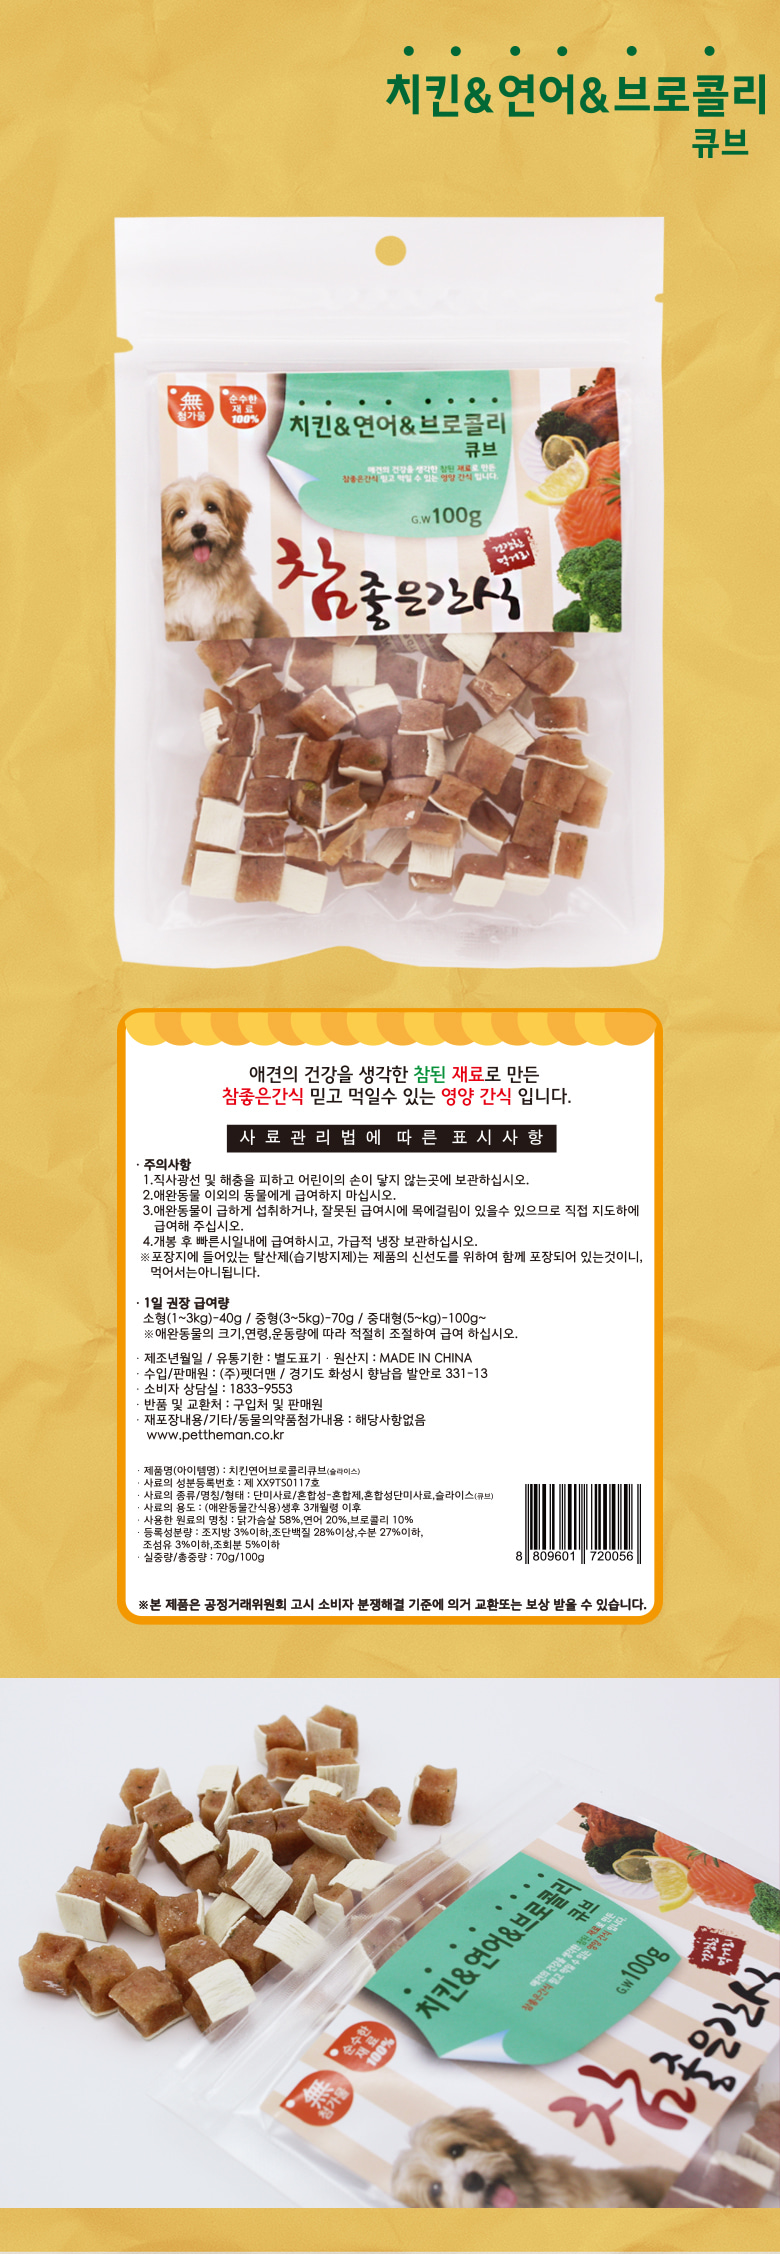 치킨&연어&브로콜리
큐브
無
첨가물
순수한
재료
100%
치킨&연어&브로콜리
큐브
애견의 건강을 생각한 참된 재료로 만든
참좋은간식 믿고 먹일 수 있는 영양 간식 입니다.
G.W 100g
건강한
먹거리
참좋은간식
애견의 건강을 생각한 참된 재료로 만든
참좋은간식 믿고 먹일수 있는 영양 간식 입니다.
사료관리법에 따른 표시사항
· 주의사항
1.직사광선 및 해충을 피하고 어린이의 손이 닿지 않는곳에 보관하십시오.
2.애완동물 이외의 동물에게 급여하지 마십시오.
3.애완동물이 급하게 섭취하거나, 잘못된 급여시에 목에걸림이 있을수 있으므로 직접 지도하에
급여해 주십시오.
4.개봉 후 빠른시일내에 급여하시고, 가급적 냉장 보관하십시오.
※포장지에 들어있는 탈산제(습기방지제)는 제품의 신선도를 위하여 함께 포장되어 있는것이니,
먹어서는아니됩니다.
· 1일 권장 급여량
소형(1~3kg)-40g / 중형(3~5kg)-70g / 중대형(5~kg)-100g~
※애완동물의 크기,연령,운동량에 따라 적절히 조절하여 급여 하십시오.
· 제조년월일 / 유통기한 : 별도표기 · 원산지 : MADE IN CHINA
· 수입/판매원 : (주)펫더맨 / 경기도 화성시 향남읍 발안로 331-13
· 소비자 상담실 : 1833-9553
· 반품 및 교환처 : 구입처 및 판매원
· 재포장내용/기타/동물의약품첨가내용 : 해당사항없음
www.pettheman.co.kr
· 제품명(아이템명) : 치킨연어브로콜리큐브(슬라이스)
· 사료의 성분등록번호 : 제 XX9TS0117호
· 사료의 종류/명칭/형태 : 단미사료/혼합성-혼합제,혼합성단미사료,슬라이스(큐브)
· 사료의 용도 : (애완동물간식용)생후 3개월령 이후
· 사용한 원료의 명칭 : 닭가슴살 58%,연어 20%,브로콜리 10%
· 등록성분량 : 조지방 3%이하,조단백질 28%이상,수분 27%이하,
조섬유 3%이하,조회분 5%이하
· 실중량/총중량 : 70g/100g
8 809601 720056
※본 제품은 공정거래위원회 고시 소비자 분쟁해결 기준에 의거 교환또는 보상 받을 수 있습니다.
치킨&연어&브로콜리
큐브
애견의 건강을 생각한 참된 재료로 만든
참좋은간식 믿고 먹일 수 있는 영양 간식 입니다.
G.W 100g
건강한
먹거리
순수한
재료
100%
無
첨가물
참좋은간식